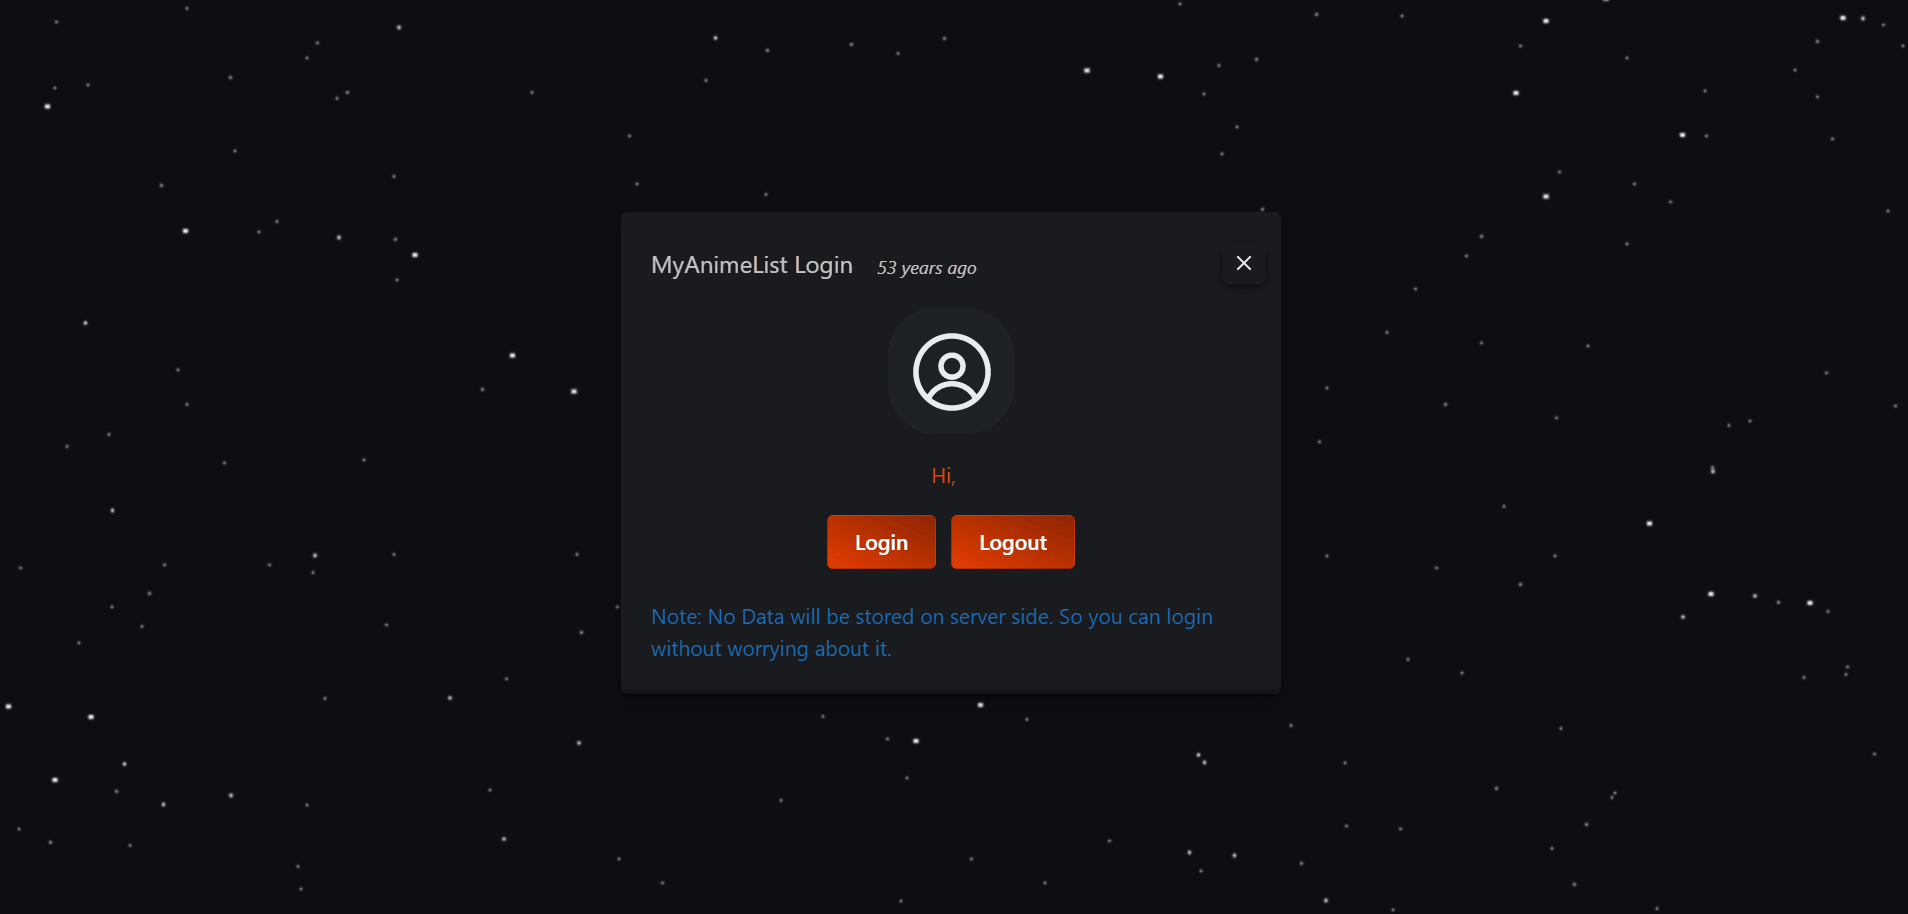 MyAnimeList Login 53 years ago
Hi,
Login Logout
Note: No Data will be stored on server side. So you can login
without worrying about it.